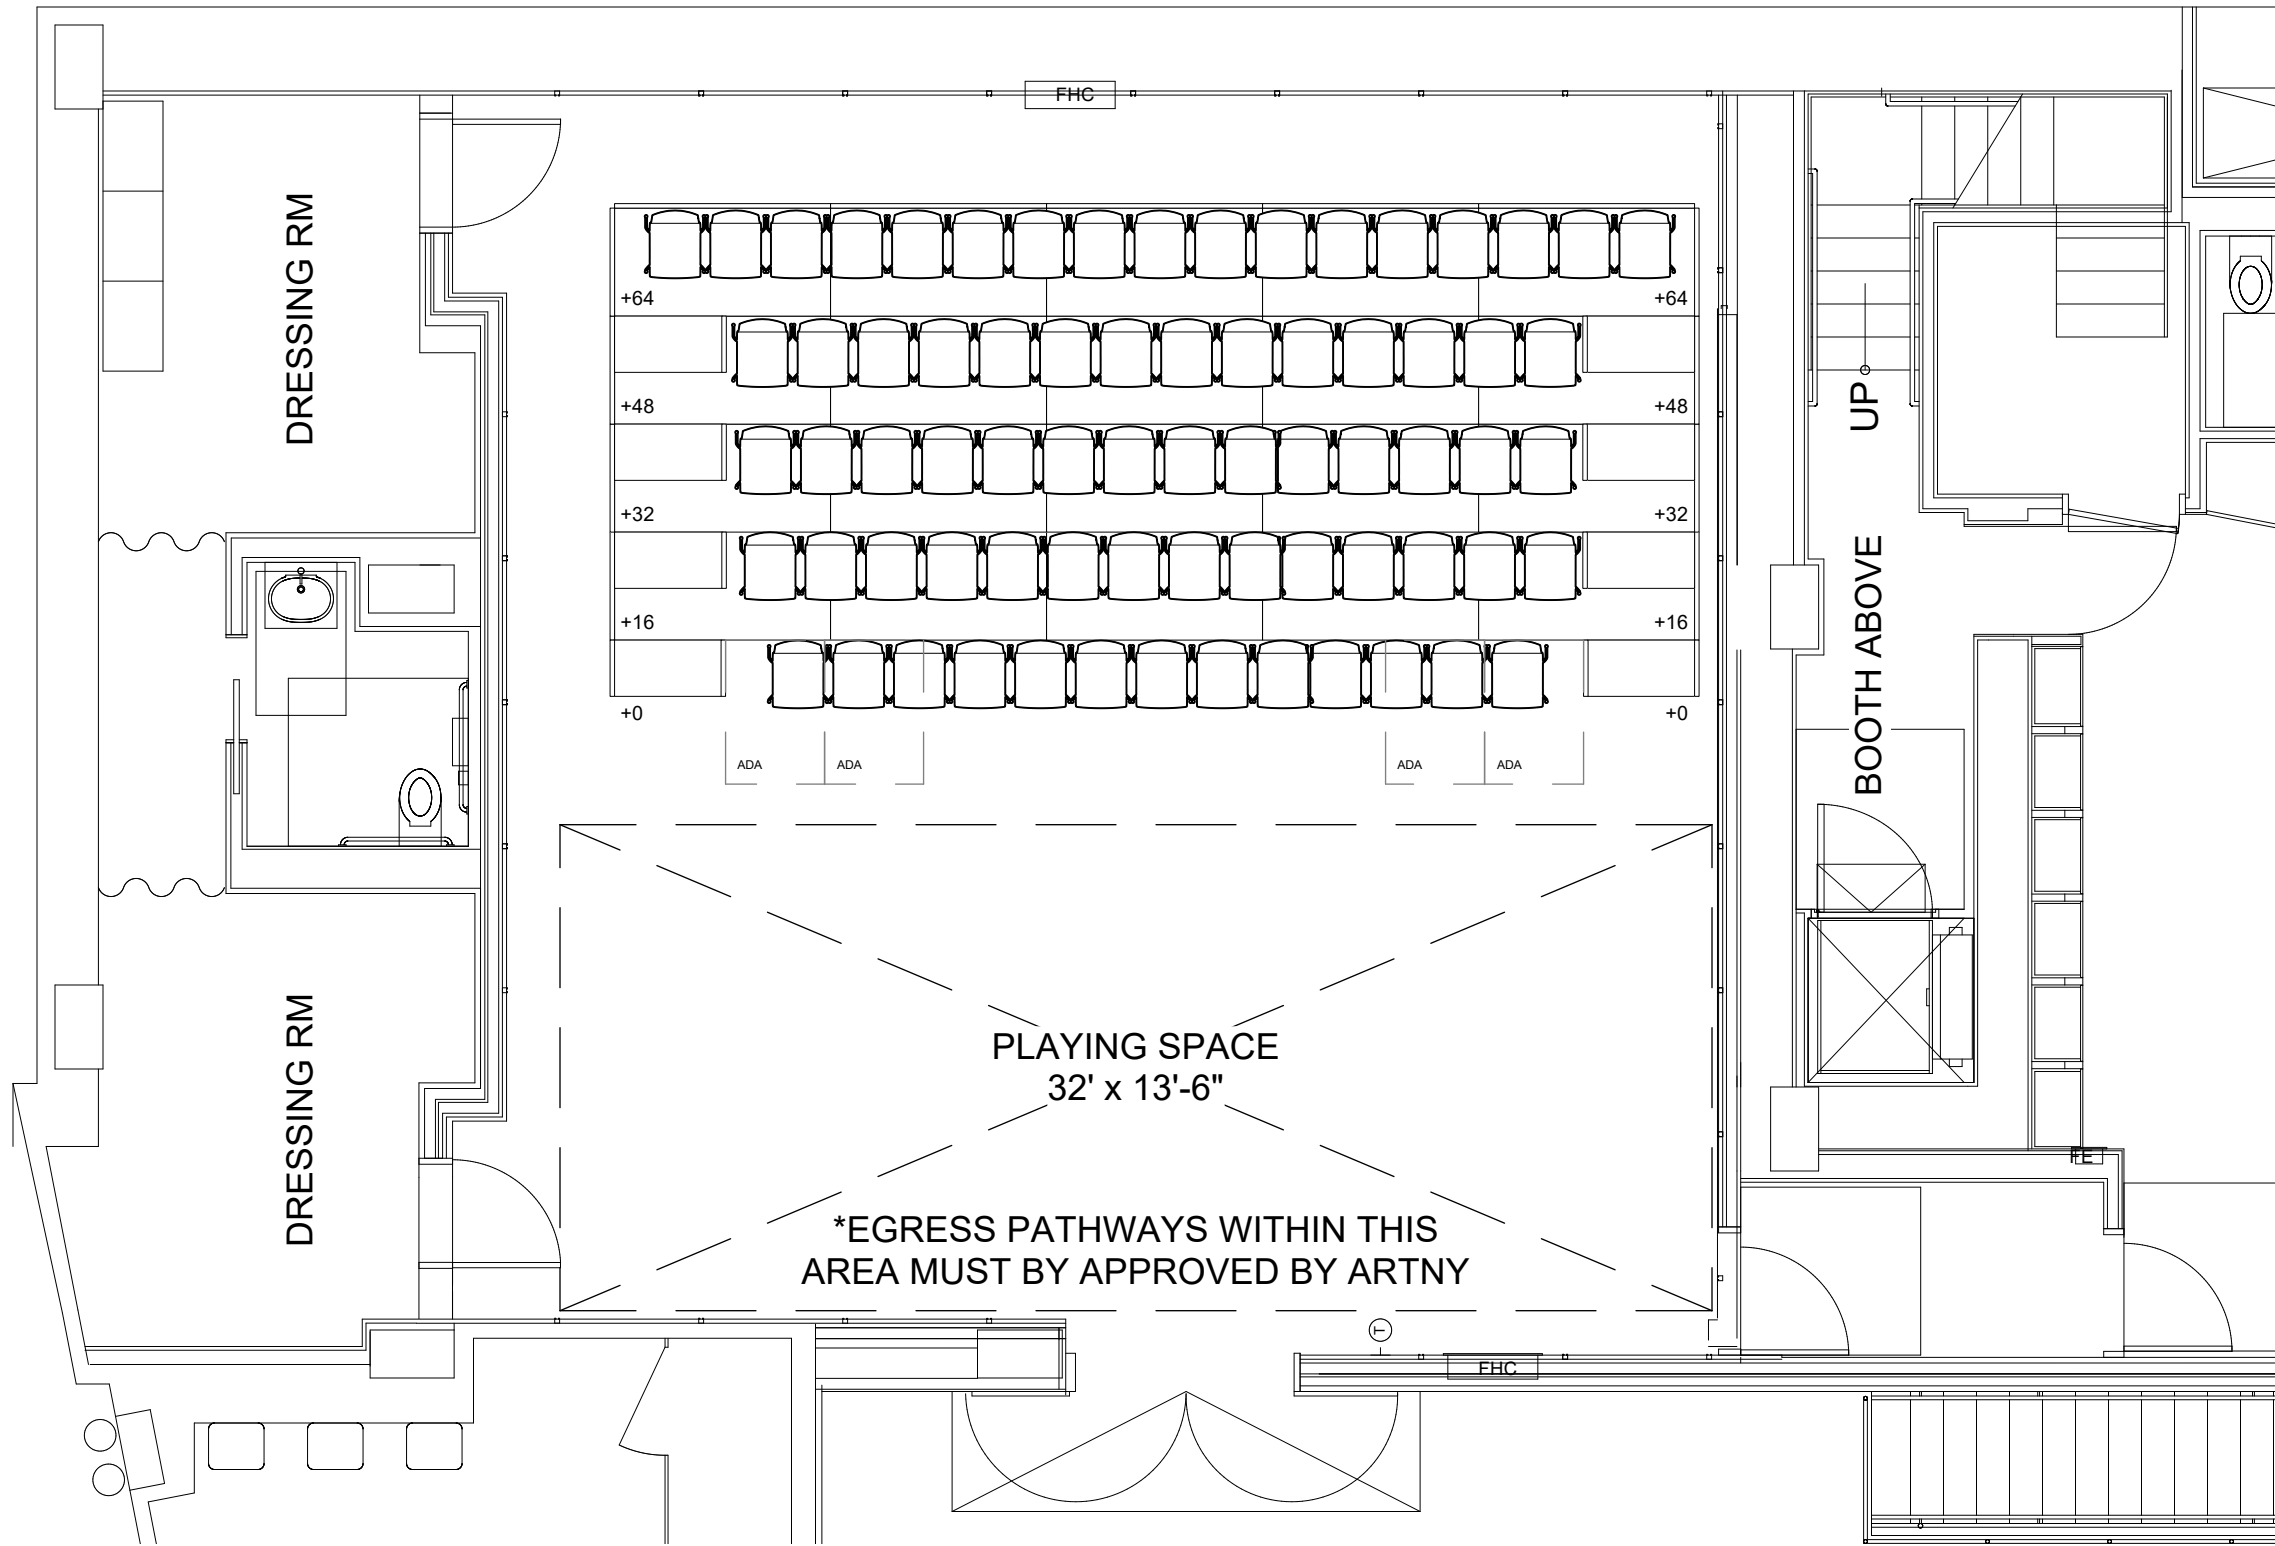 FHC
DRESSING RM
+64
+64
+48
+48
UP
+32
+32
BOOTH ABOVE
+16
+16
+0
+0
ADA
ADA
ADA
ADA
DRESSING RM
PLAYING SPACE
32' x 13'-6"
FE
*EGRESS PATHWAYS WITHIN THIS
AREA MUST BY APPROVED BY ARTNY
T
FHC